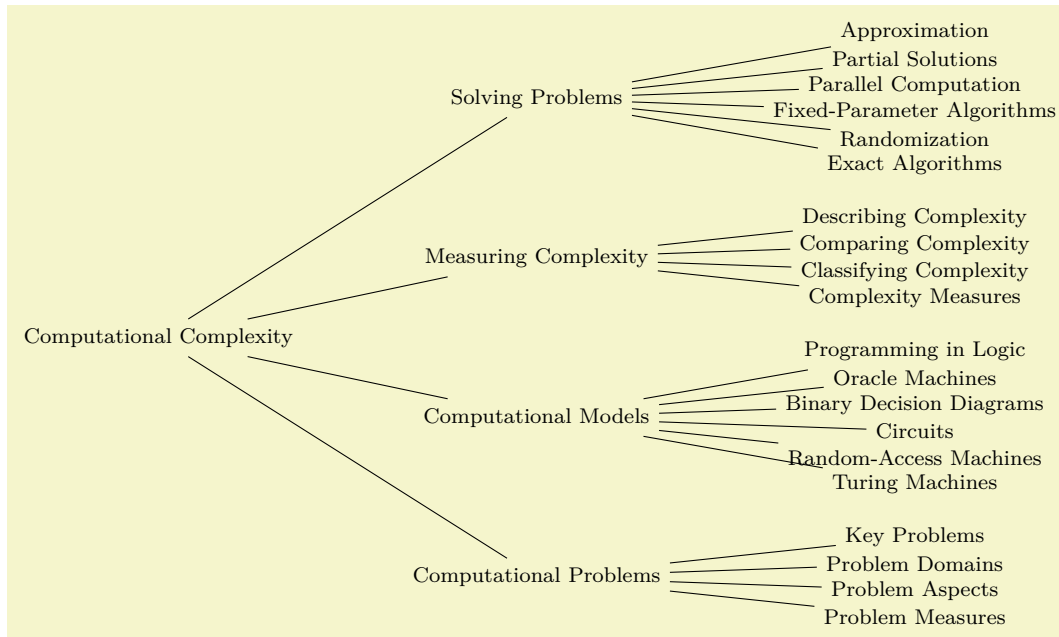 Approximation
Partial Solutions
Parallel Computation
Solving Problems
Fixed-Parameter Algorithms
Randomization
Exact Algorithms
Describing Complexity
Comparing Complexity
Measuring Complexity
Classifying Complexity
Complexity Measures
Computational Complexity
Programming in Logic
Oracle Machines
Binary Decision Diagrams
Computational Models
Circuits
Random-Access Machines
Turing Machines
Key Problems
Problem Domains
Computational Problems
Problem Aspects
Problem Measures